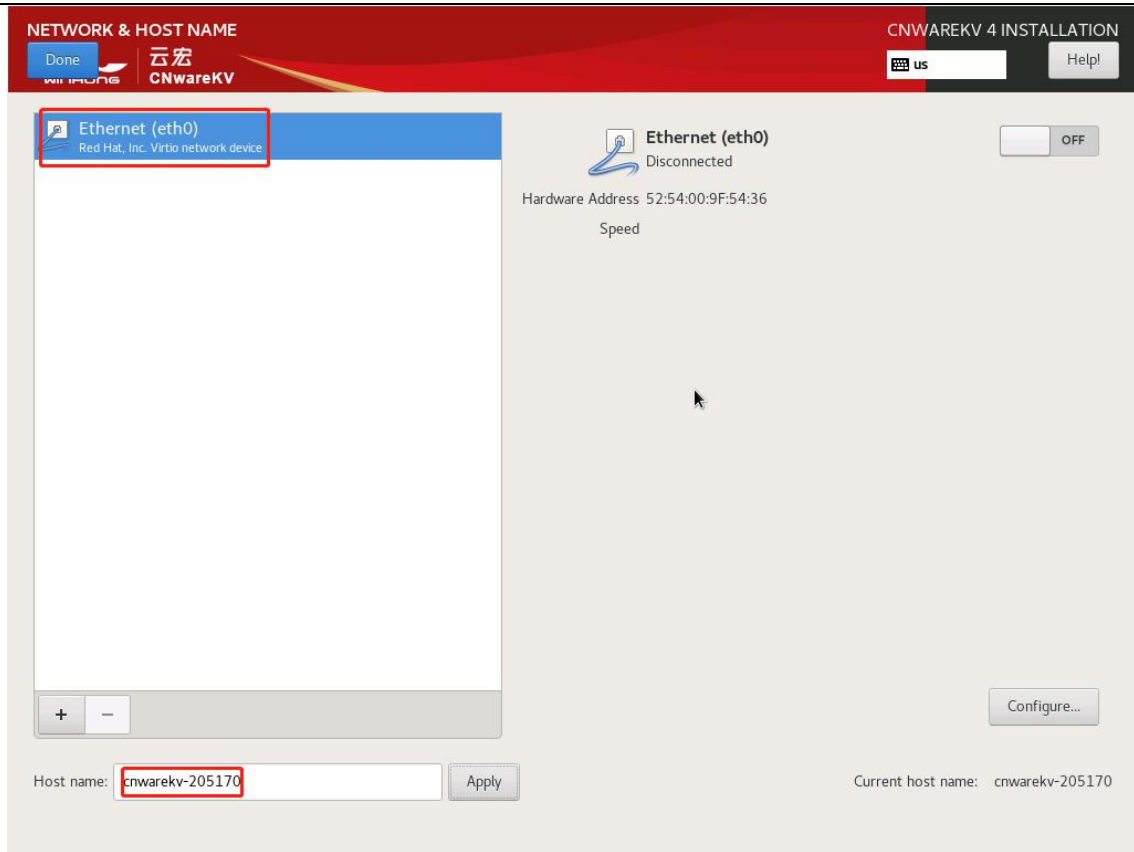 NETWORK & HOST NAME
CNWAREKV 4 INSTALLATION
Done
云宏
CNwareKV
us
Help!
Ethernet (eth0)
Red Hat, Inc. Virtio network device
Ethernet (eth0)
Disconnected
OFF
Hardware Address 52:54:00:9F:54:36
Speed
+ −
Configure...
Host name: cnwarekv-205170 Apply
Current host name: cnwarekv-205170